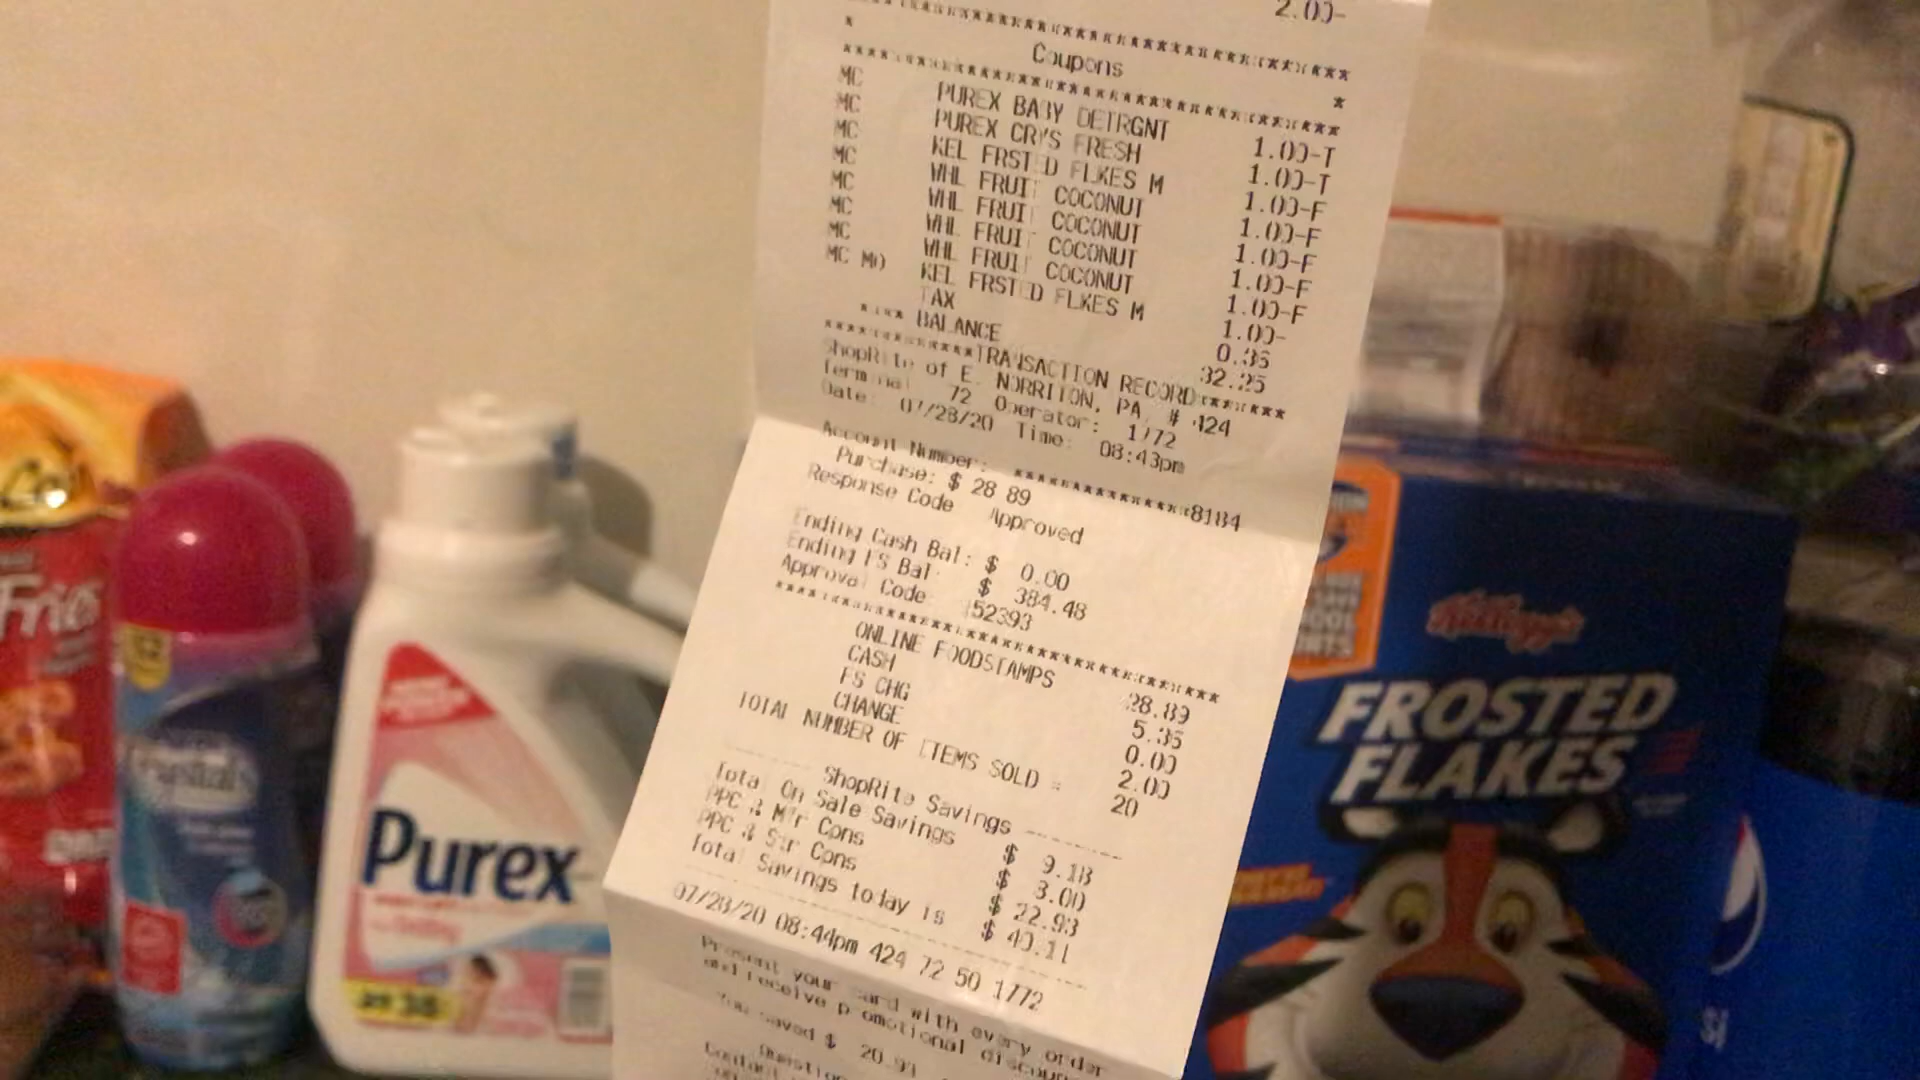 2.00-
Coupons
MC PUREX BABY DETRGNT 1.00-T
MC PUREX CRYS FRESH 1.00-T
MC KEL FRSTED FLKES M 1.00-F
MC WHL FRUIT COCONUT 1.00-F
MC WHL FRUIT COCONUT 1.00-F
MC WHL FRUIT COCONUT 1.00-F
MC WHL FRUIT COCONUT 1.00-F
MC MQ KEL FRSTED FLKES M 1.00-
TAX 0.36
**** BALANCE 32.25
**********TRANSACTION RECORD*********
ShopRite of E. NORRITON, PA. # 424
Terminal 72 Operator: 1772
Date: 07/28/20 Time: 08:43pm
Account Number: ******************8184
Purchase: $ 28 89
Response Code Approved
Ending Cash Bal: $ 0.00
Ending FS Bal $ 384.48
Approval Code 152393
ONLINE FOODSTAMPS 28.89
CASH 5.36
FS CHG 0.00
CHANGE 2.00
TOTAL NUMBER OF ITEMS SOLD = 20
ShopRite Savings
Total On Sale Savings $ 9.18
PPC & Mfr Cpns $ 8.00
PPC & Str Cpns $ 22.93
Total Savings today is $ 40.11
07/28/20 08:44pm 424 72 50 1772
Present your card with every order
and receive promotional
You saved $ 20.91
Fries
Purex
Kellogg's
FROSTED
FLAKES